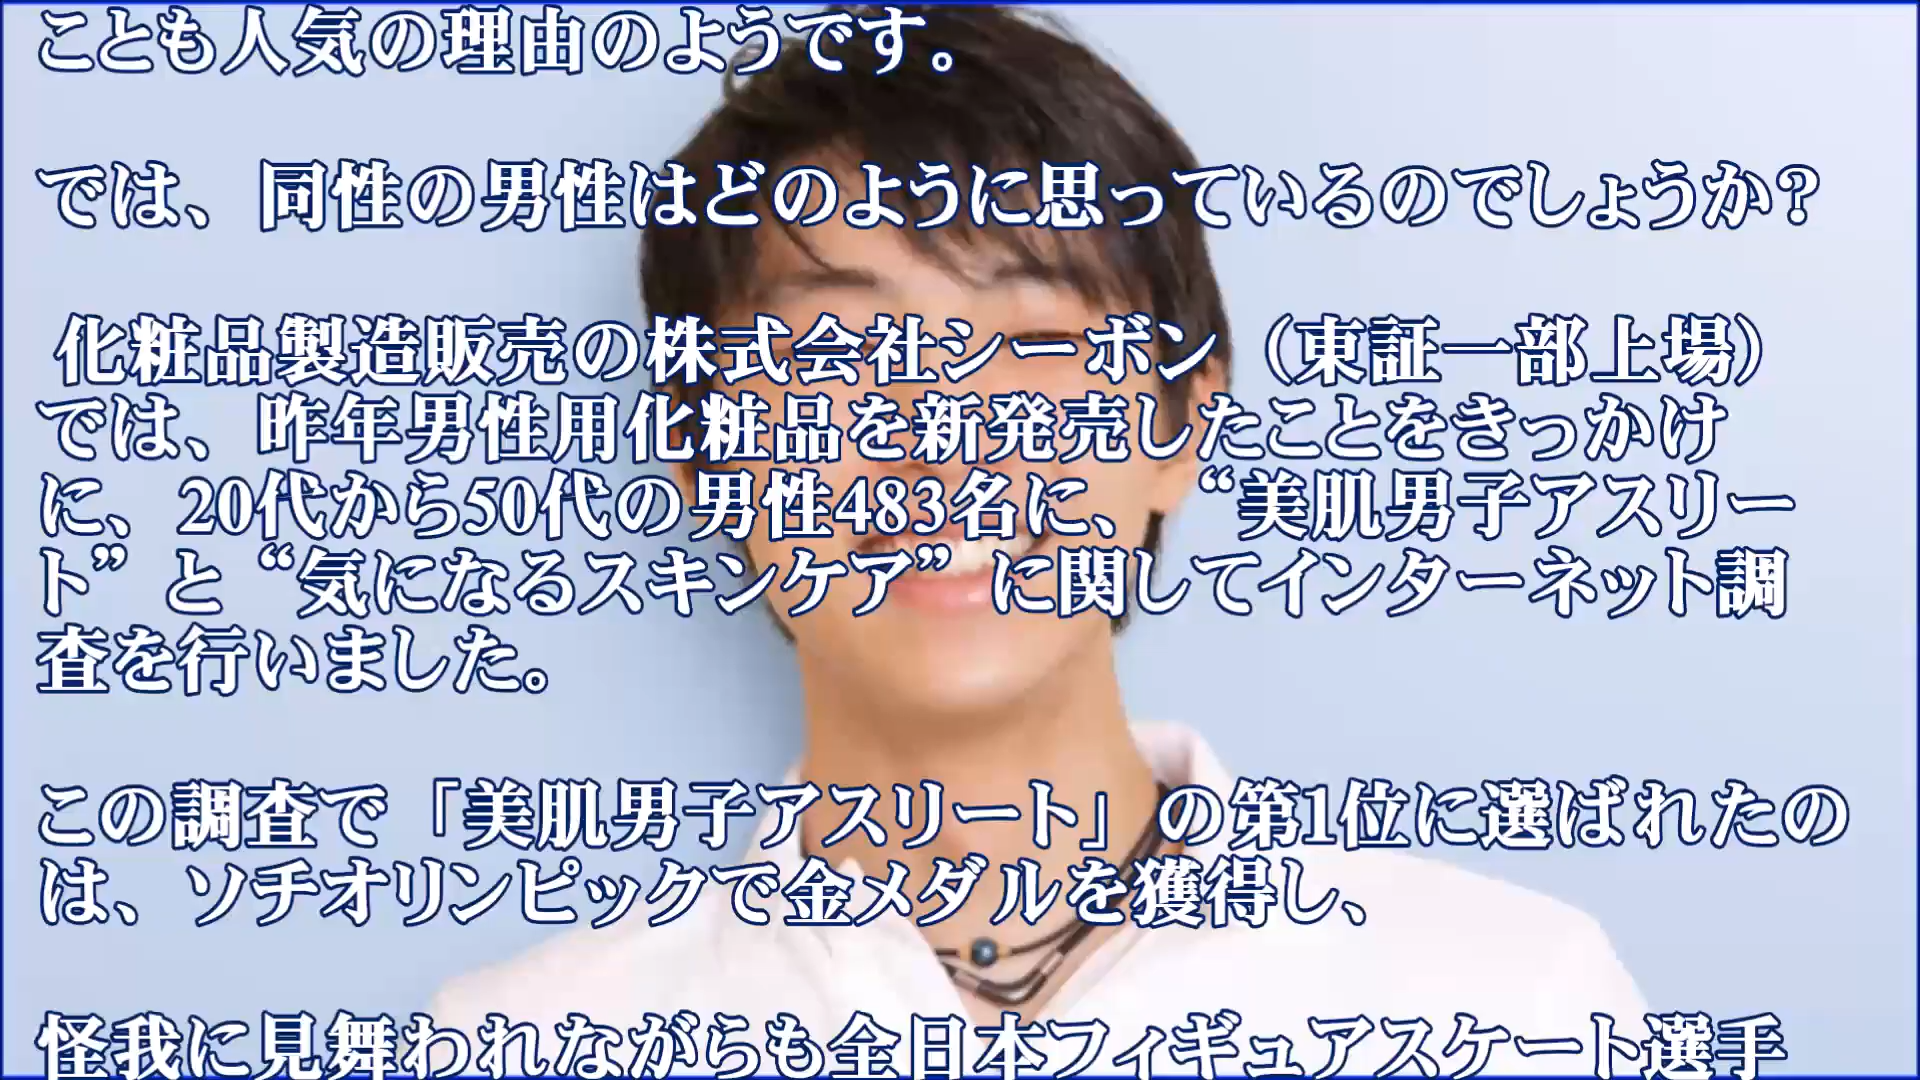 ことも人気の理由のようです。
では、同性の男性はどのように思っているのでしょうか？
化粧品製造販売の株式会社シーボン（東証一部上場）
では、昨年男性用化粧品を新発売したことをきっかけ
に、20代から50代の男性483名に、“美肌男子アスリー
ト”と“気になるスキンケア”に関してインターネット調
査を行いました。
この調査で「美肌男子アスリート」の第1位に選ばれたの
は、ソチオリンピックで金メダルを獲得し、
怪我に見舞われながらも全日本フィギュアスケート選手